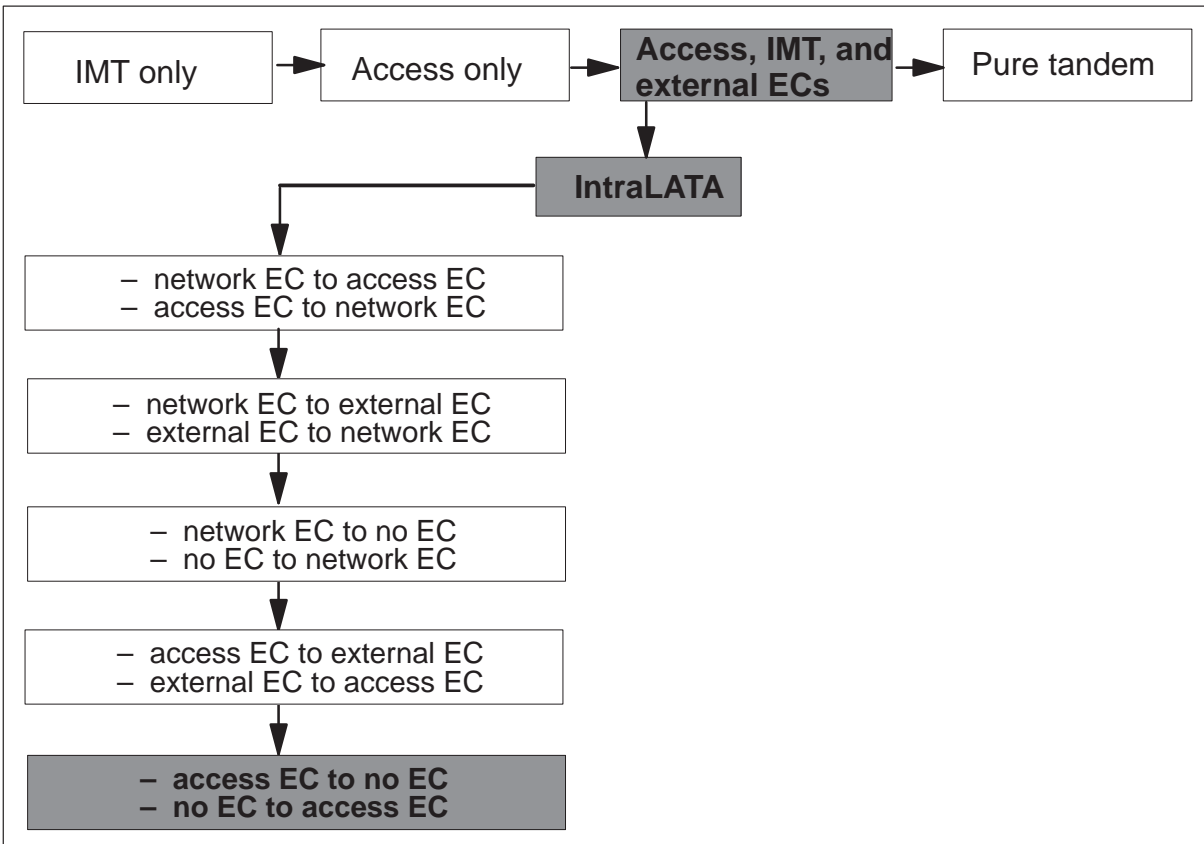 IMT only
Access only
Access, IMT, and
external ECs
Pure tandem
IntraLATA
– network EC to access EC
– access EC to network EC
– network EC to external EC
– external EC to network EC
– network EC to no EC
– no EC to network EC
– access EC to external EC
– external EC to access EC
– access EC to no EC
– no EC to access EC